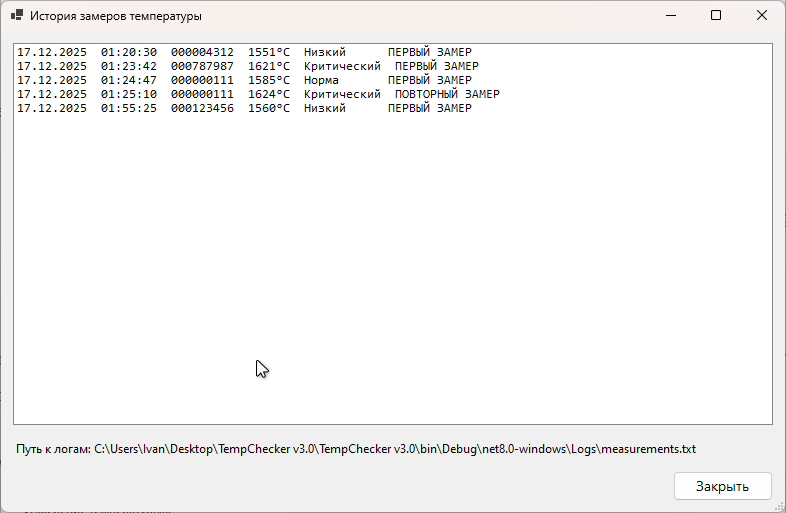 История замеров температуры
17.12.2025 01:20:30 000004312 1551°C Низкий ПЕРВЫЙ ЗАМЕР
17.12.2025 01:23:42 000787987 1621°C Критический ПЕРВЫЙ ЗАМЕР
17.12.2025 01:24:47 000000111 1585°C Норма ПЕРВЫЙ ЗАМЕР
17.12.2025 01:25:10 000000111 1624°C Критический ПОВТОРНЫЙ ЗАМЕР
17.12.2025 01:55:25 000123456 1560°C Низкий ПЕРВЫЙ ЗАМЕР
Путь к логам: C:\Users\Ivan\Desktop\TempChecker v3.0\TempChecker v3.0\bin\Debug\net8.0-windows\Logs\measurements.txt
Закрыть